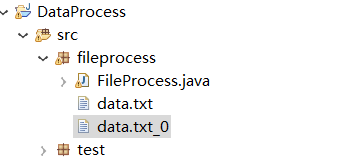 DataProcess
src
fileprocess
FileProcess.java
data.txt
data.txt_0
test